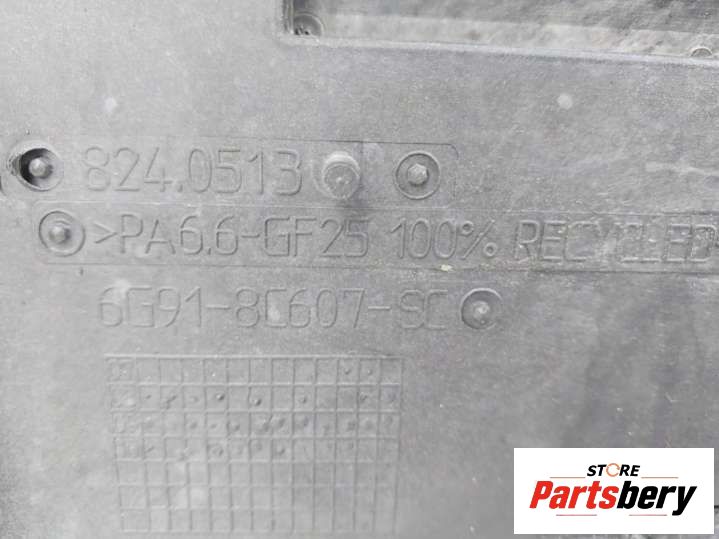 824.0513
>PA6.6-GF25 100% RECYCLED
6G91-8C607-SC
STORE
Partsbery